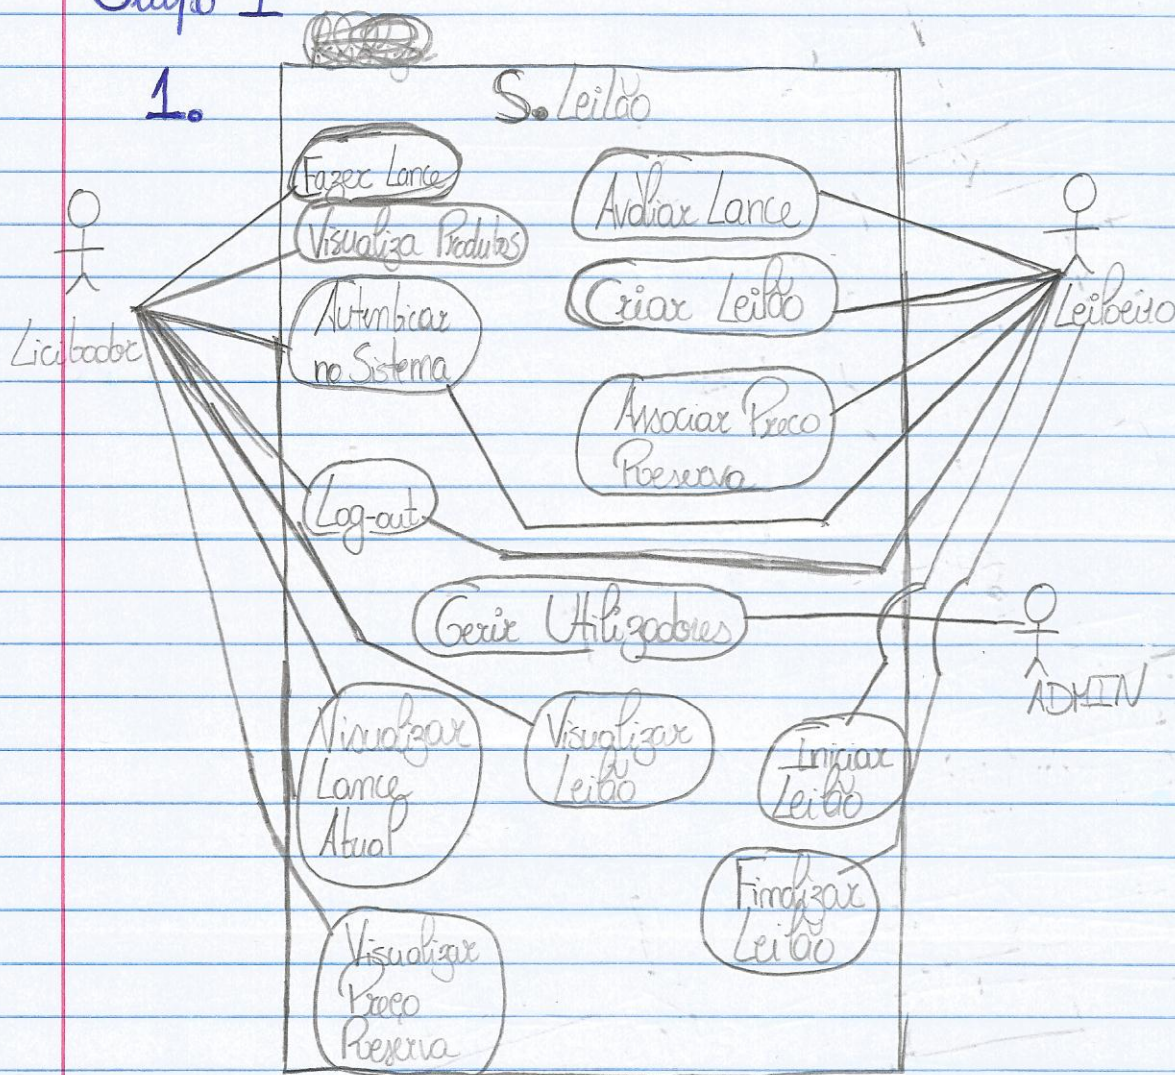 Grupo I
1.
S. Leilão
Fazer Lance
Visualiza Produtos
Autenticar
no Sistema
Log-out
Avaliar Lance
Criar Leilão
Associar Preço
Reserva
Licitador
Leiloeiro
Gerir Utilizadores
ADMIN
Visualizar
Lance
Atual
Visualizar
Leilão
Iniciar
Leilão
Finalizar
Leilão
Visualizar
Preço
Reserva